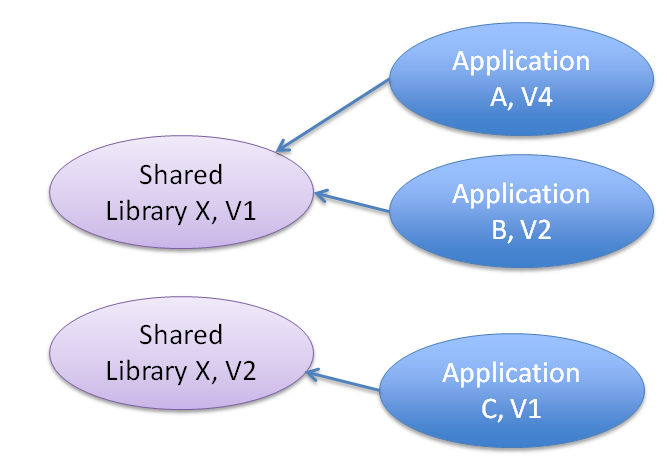 Application
A, V4
Shared
Library X, V1
Application
B, V2
Shared
Library X, V2
Application
C, V1